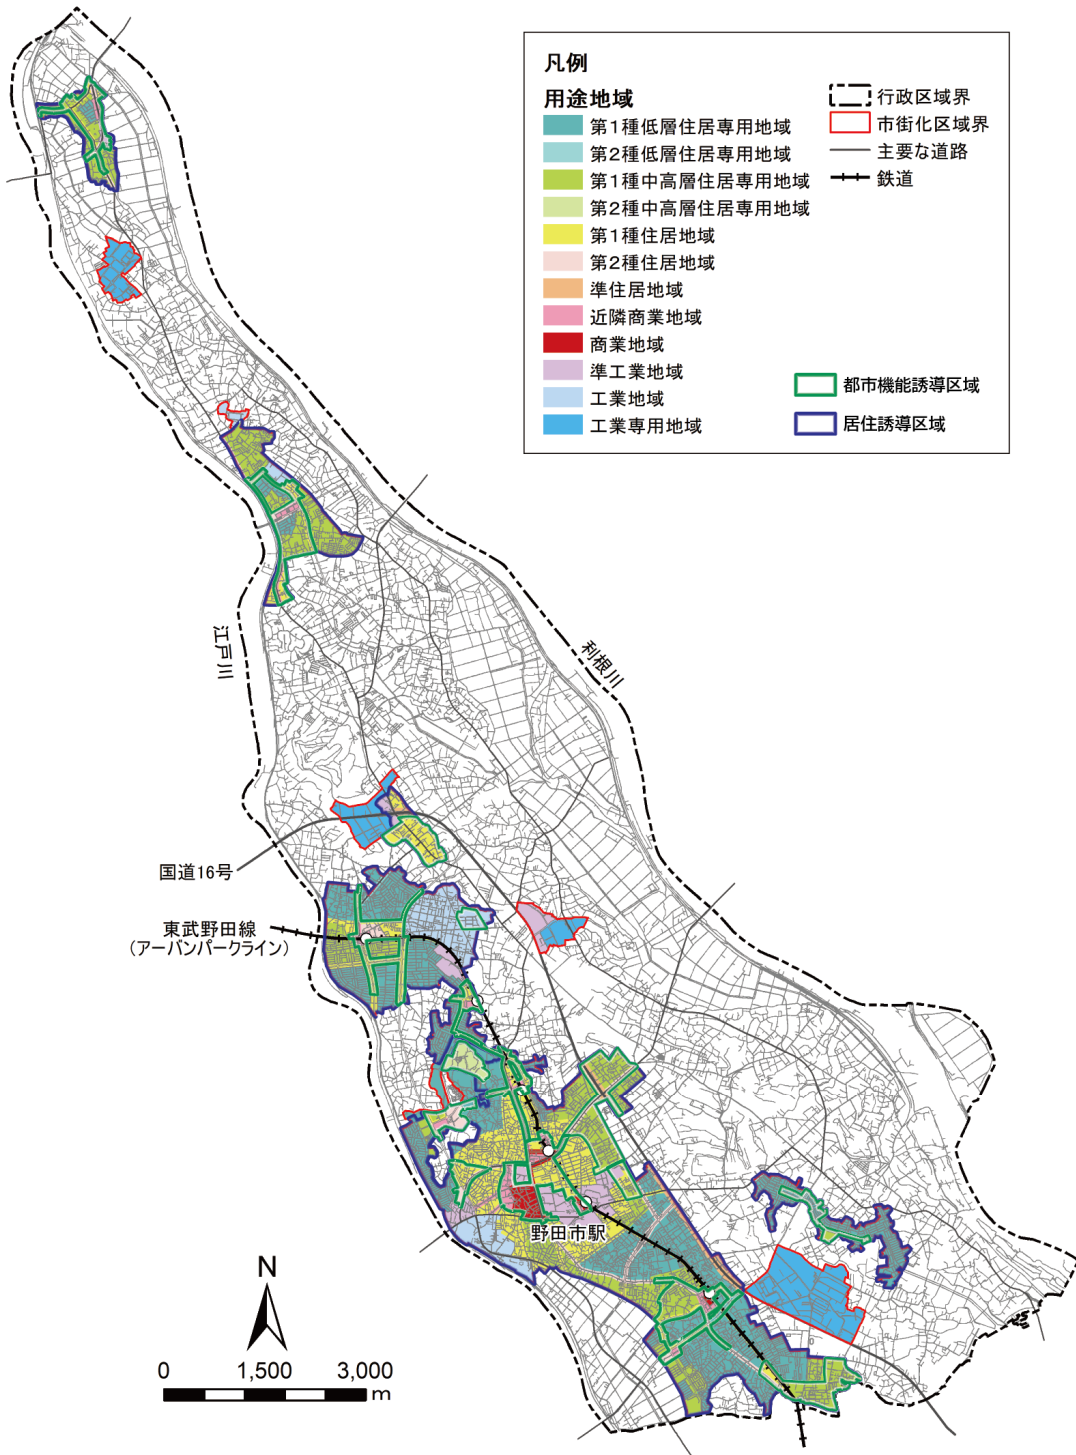 凡例
用途地域
第1種低層住居専用地域
第2種低層住居専用地域
第1種中高層住居専用地域
第2種中高層住居専用地域
第1種住居地域
第2種住居地域
準住居地域
近隣商業地域
商業地域
準工業地域
工業地域
工業専用地域
行政区域界
市街化区域界
主要な道路
鉄道
都市機能誘導区域
居住誘導区域
江戸川
利根川
国道16号
東武野田線
(アーバンパークライン)
野田市駅
N
0 1,500 3,000
m